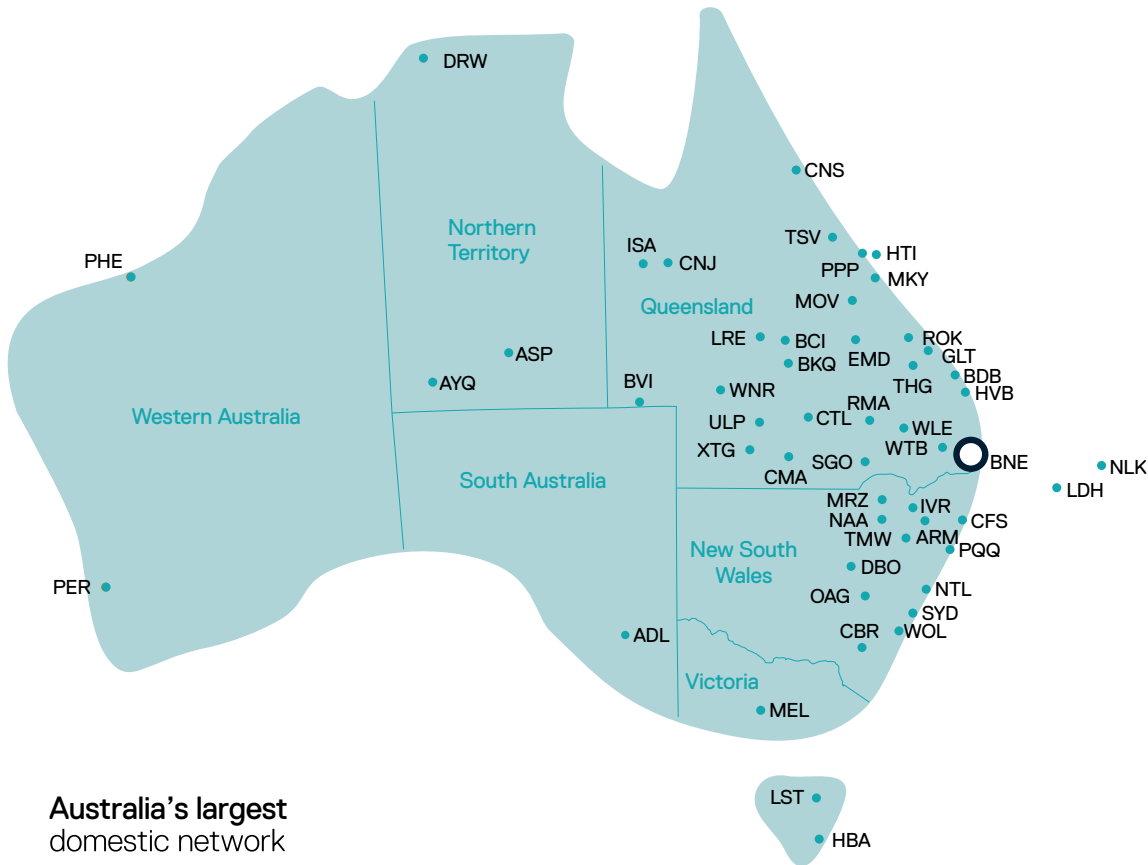 DRW
CNS
Northern
Territory
TSV
ISA
CNJ
HTI
PPP
PHE
MKY
MOV
Queensland
LRE
BCI
EMD
ROK
GLT
ASP
BKQ
THG
BDB
AYQ
BVI
WNR
HVB
RMA
Western Australia
ULP
CTL
WLE
XTG
WTB
CMA
SGO
BNE
NLK
South Australia
LDH
MRZ
IVR
NAA
CFS
TMW
ARM
New South
Wales
PQQ
DBO
PER
OAG
NTL
SYD
CBR
WOL
ADL
Victoria
MEL
LST
Australia’s largest
domestic network
HBA